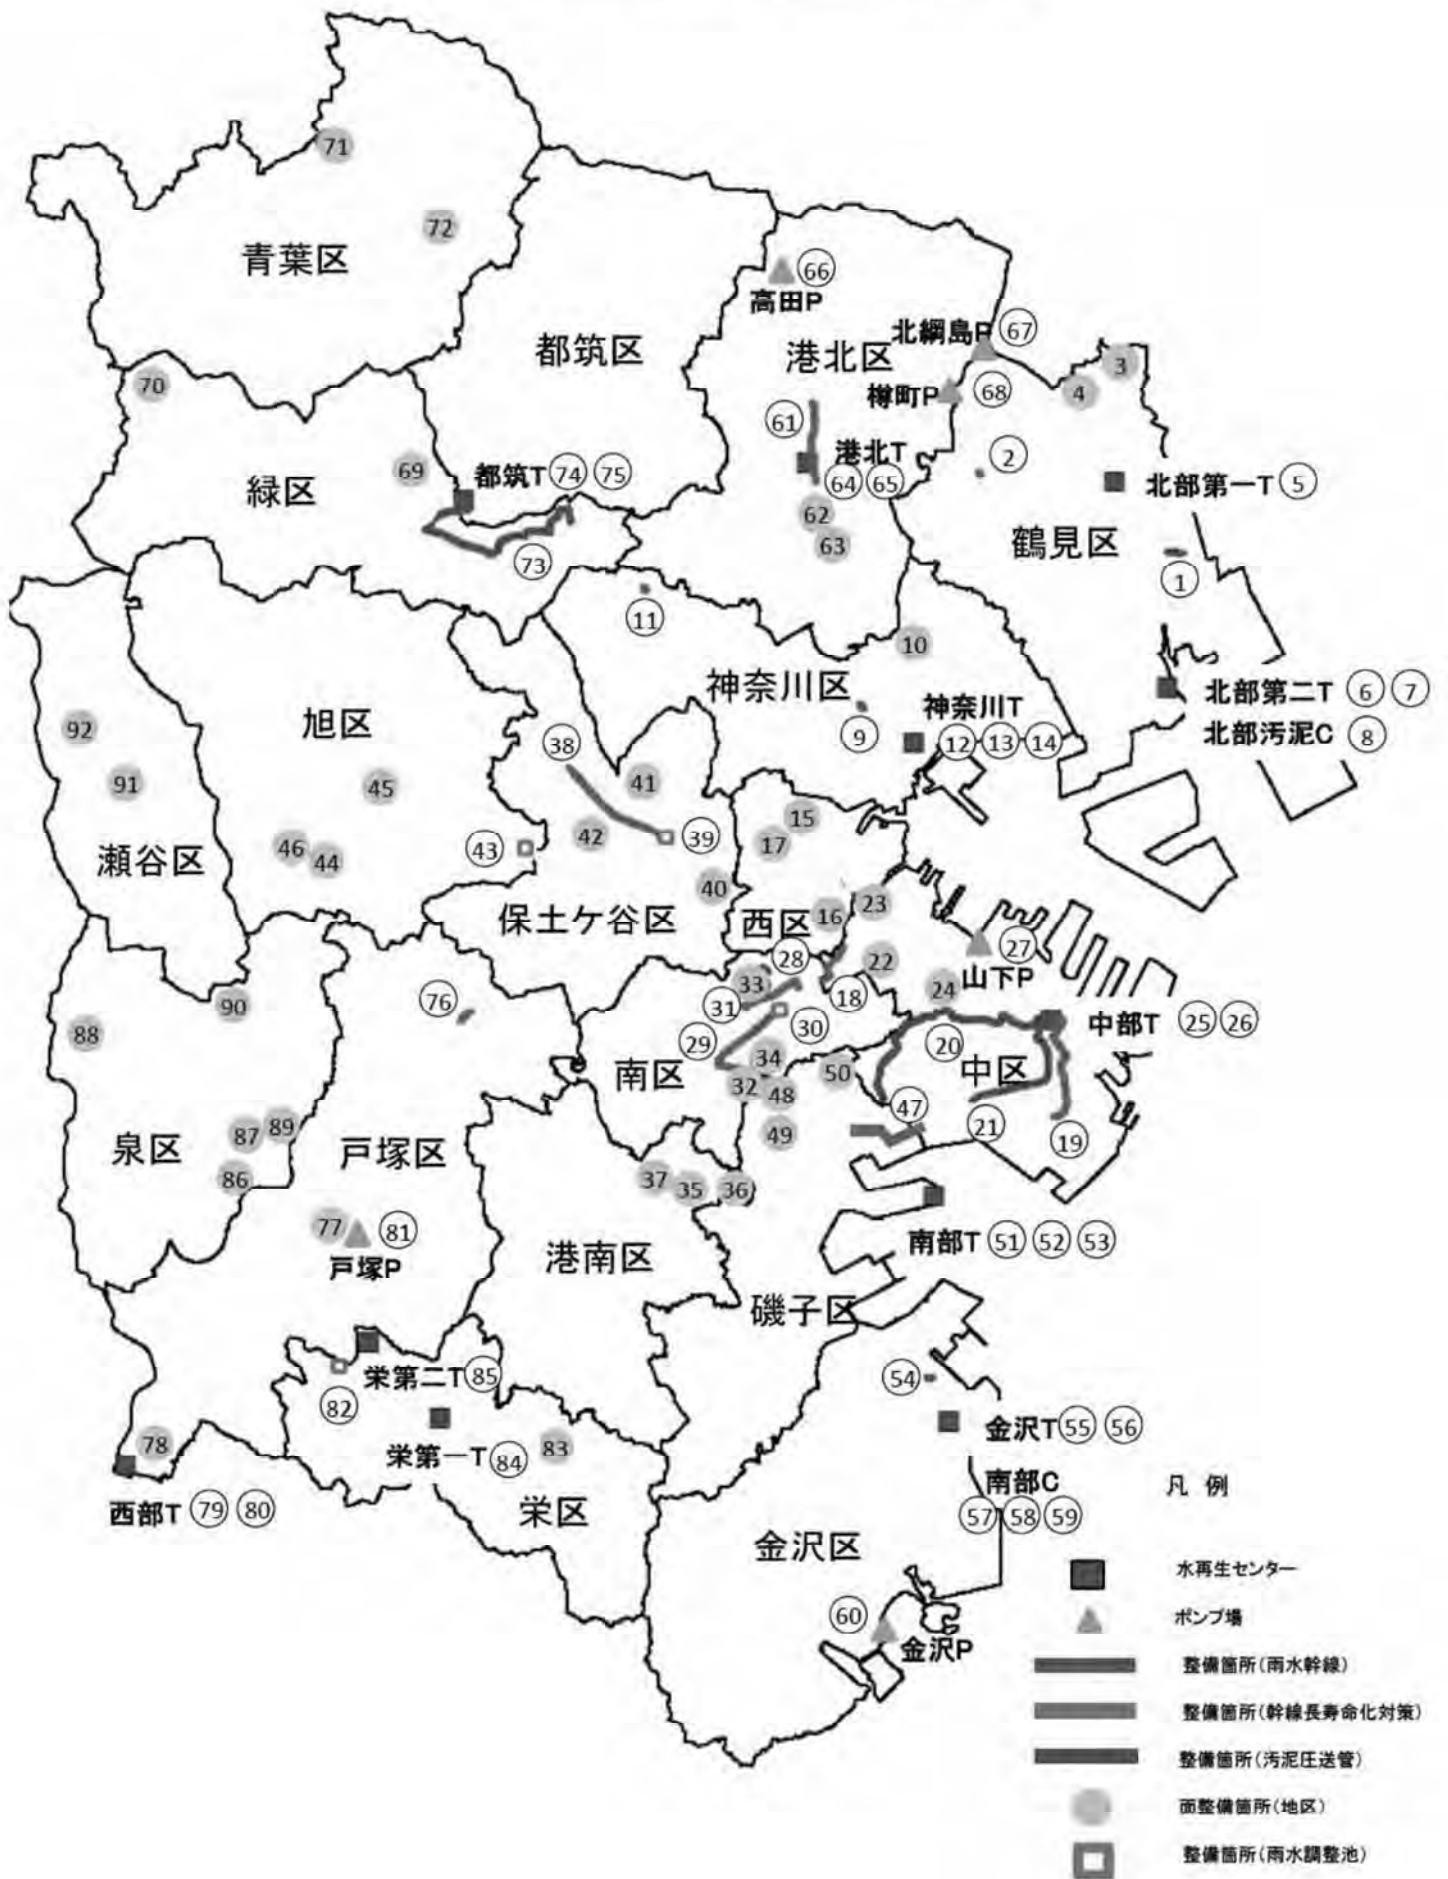 71
72
青葉区
66
高田P
都筑区
北綱島P 67
港北区
3
70
樽町P 68
4
61
69
都筑T 74 75
港北T
2
64 65
北部第一T 5
緑区
62
63
鶴見区
73
1
11
10
神奈川区
北部第二T 6 7
92
旭区
神奈川T
北部汚泥C 8
38
9
12 13 14
91
45
41
15
瀬谷区
46
44
43
42
39
17
40
保土ケ谷区
西区
16
23
28
22
27
山下P
90
76
33
31
18
24
88
29
30
20
中部T 25 26
南区
34
中区
32
50
48
47
21
19
87
89
49
泉区
戸塚区
86
37
35
36
77
81
戸塚P
港南区
南部T 51 52 53
磯子区
栄第二T 85
54
82
金沢T 55 56
78
栄第一T 84
83
南部C
凡 例
西部T 79 80
57 58 59
栄区
金沢区
水再生センター
60
ポンプ場
金沢P
整備箇所(雨水幹線)
整備箇所(幹線長寿命化対策)
整備箇所(汚泥圧送管)
面整備箇所(地区)
整備箇所(雨水調整池)